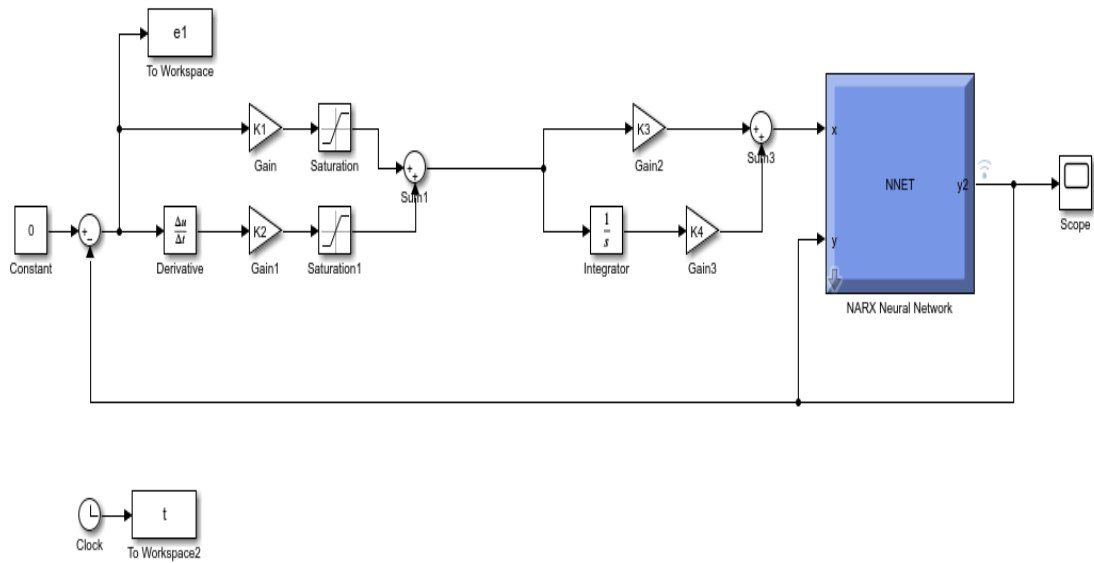 e1
To Workspace
K1
Gain
Saturation
+
+
Sum1
K3
Gain2
+
+
Sum3
x
NNET
y2
y
NARX Neural Network
Scope
0
Constant
+
−
Δu
Δt
Derivative
K2
Gain1
Saturation1
1
s
Integrator
K4
Gain3
Clock
t
To Workspace2